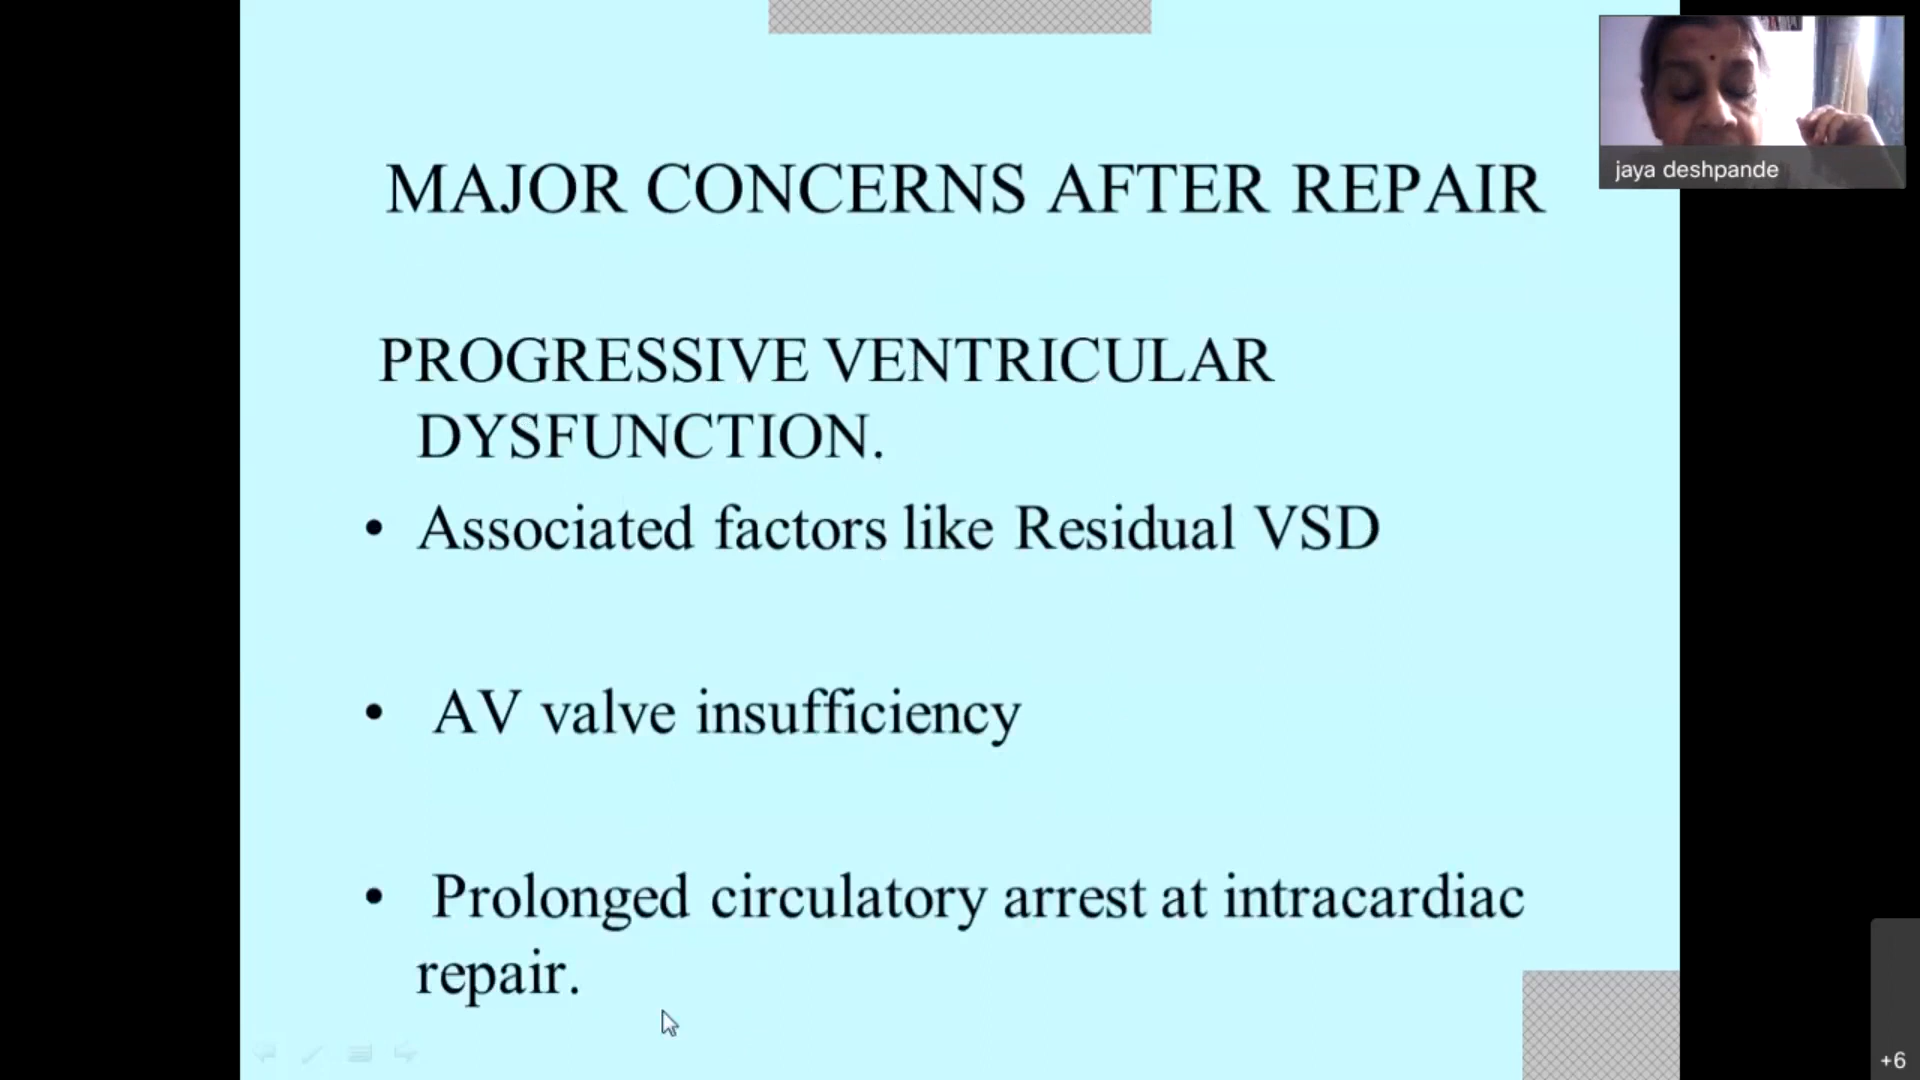 MAJOR CONCERNS AFTER REPAIR
PROGRESSIVE VENTRICULAR
DYSFUNCTION.
• Associated factors like Residual VSD
• AV valve insufficiency
• Prolonged circulatory arrest at intracardiac
repair.
jaya deshpande
+6